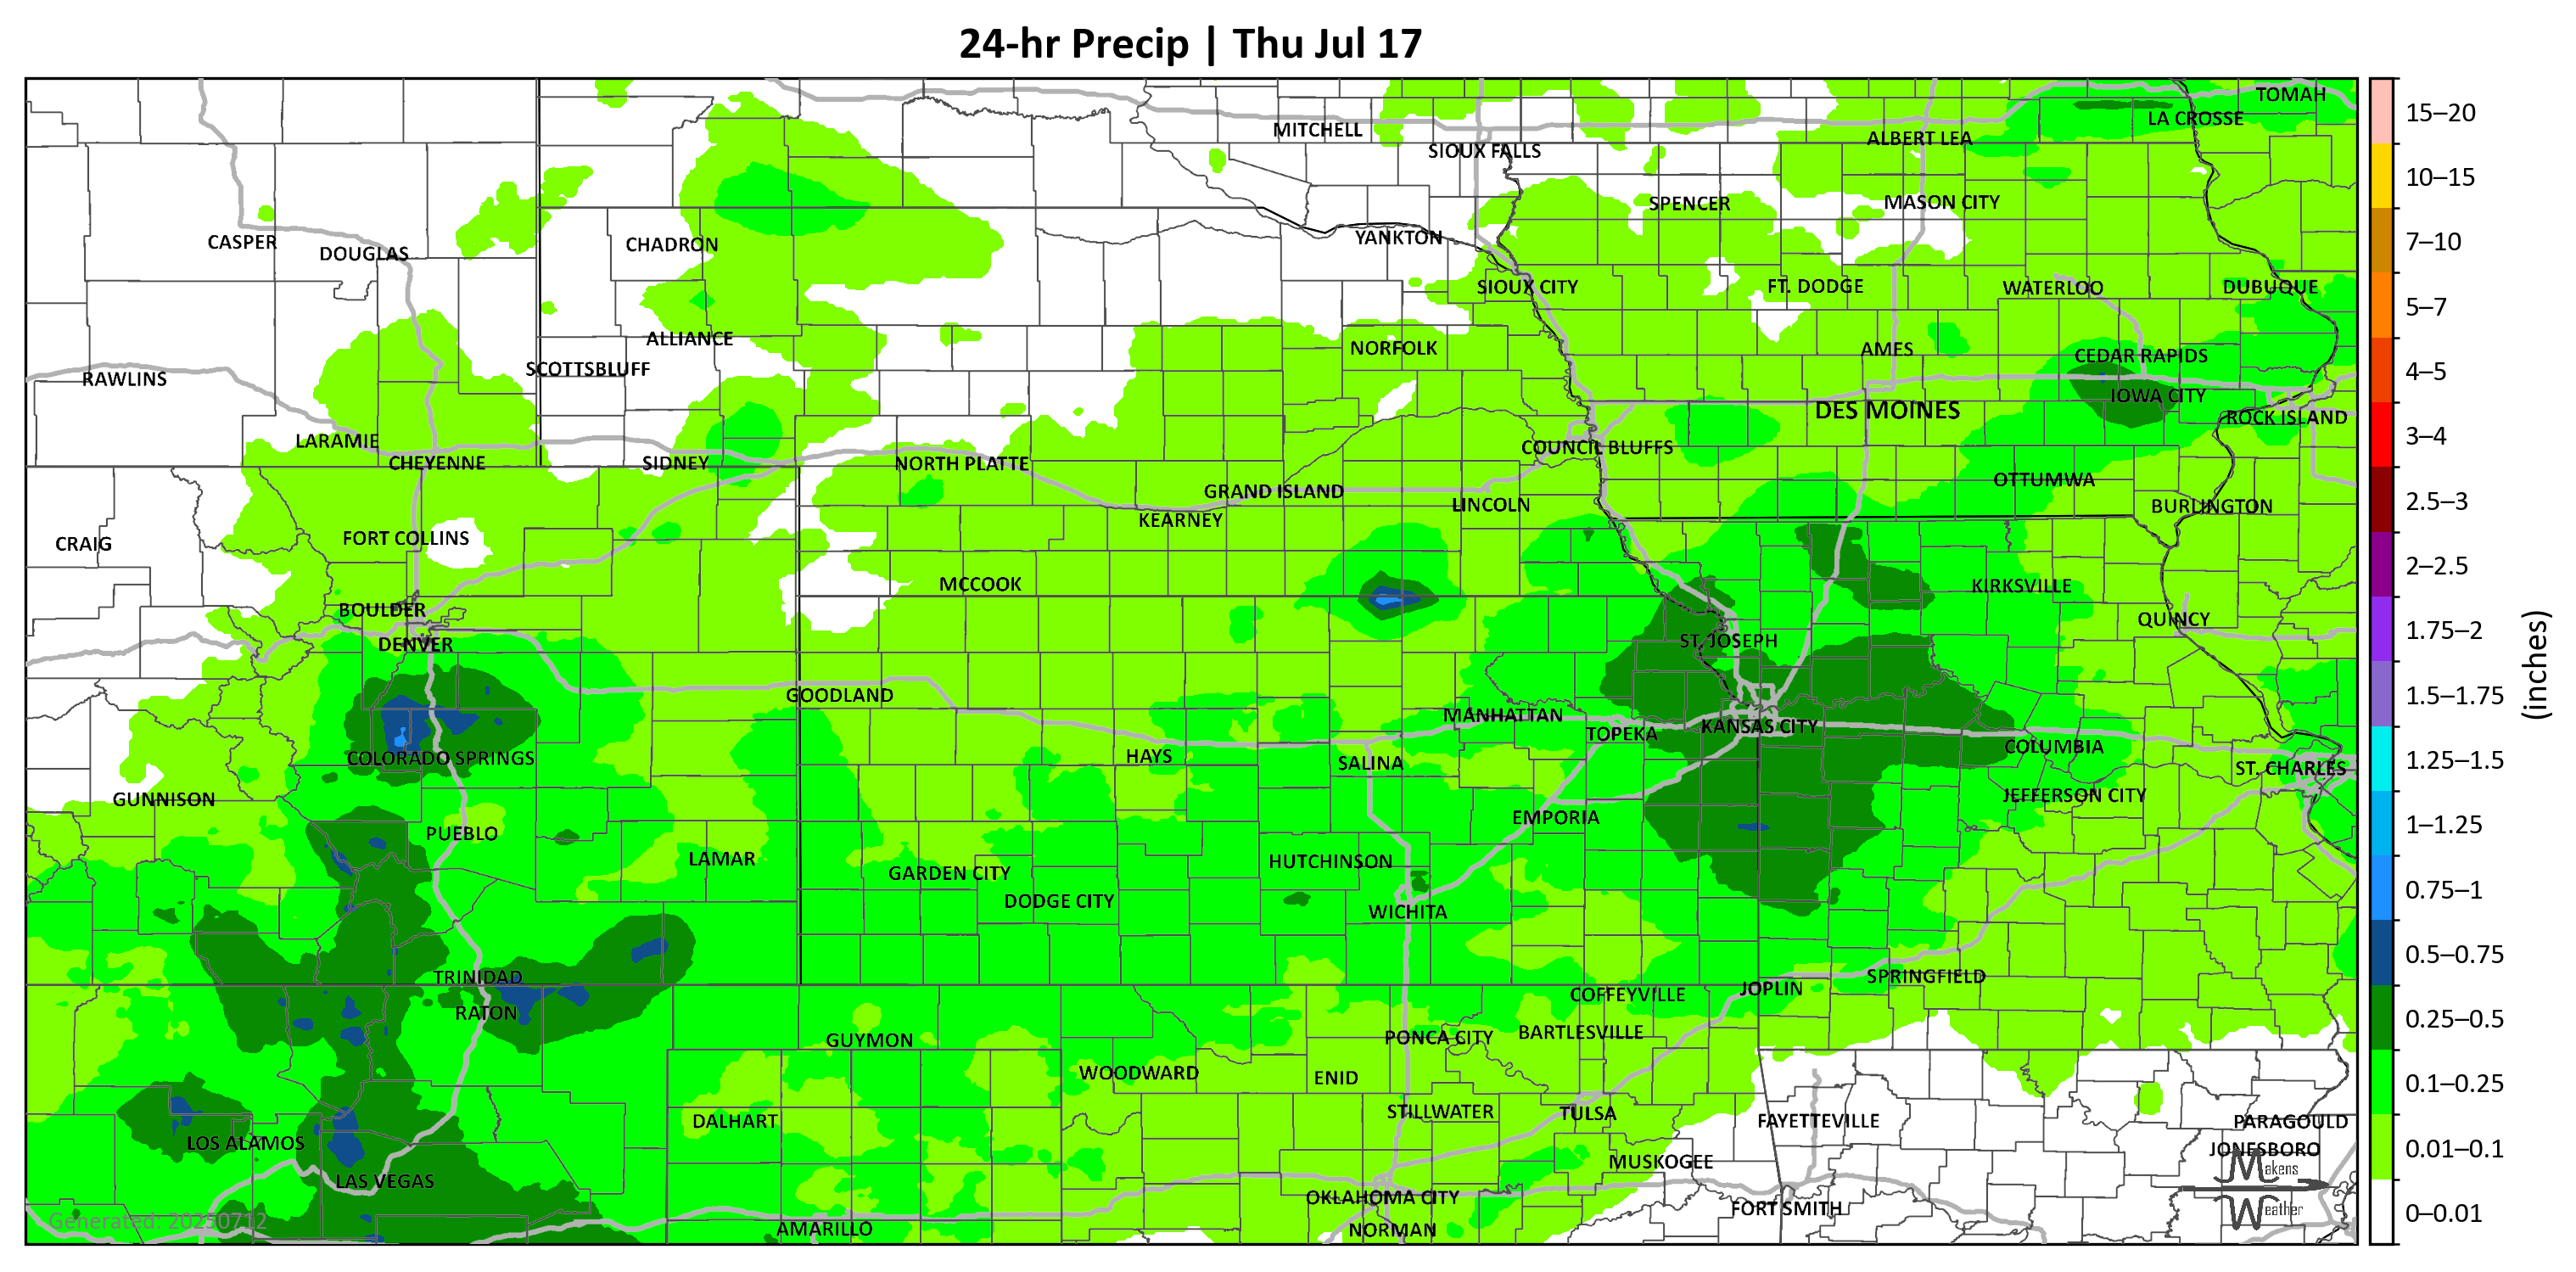 24-hr Precip | Thu Jul 17
TOMAH
LA CROSSE
MITCHELL
ALBERT LEA
SIOUX FALLS
SPENCER
MASON CITY
CASPER
DOUGLAS
CHADRON
YANKTON
SIOUX CITY
FT. DODGE
WATERLOO
DUBUQUE
ALLIANCE
NORFOLK
AMES
CEDAR RAPIDS
SCOTTSBLUFF
RAWLINS
IOWA CITY
DES MOINES
ROCK ISLAND
LARAMIE
COUNCIL BLUFFS
CHEYENNE
SIDNEY
NORTH PLATTE
OTTUMWA
GRAND ISLAND
LINCOLN
BURLINGTON
KEARNEY
FORT COLLINS
CRAIG
MCCOOK
KIRKSVILLE
BOULDER
QUINCY
DENVER
ST. JOSEPH
GOODLAND
MANHATTAN
KANSAS CITY
TOPEKA
COLUMBIA
COLORADO SPRINGS
HAYS
SALINA
ST. CHARLES
GUNNISON
JEFFERSON CITY
EMPORIA
PUEBLO
LAMAR
HUTCHINSON
GARDEN CITY
DODGE CITY
WICHITA
TRINIDAD
SPRINGFIELD
JOPLIN
COFFEYVILLE
RATON
BARTLESVILLE
GUYMON
PONCA CITY
WOODWARD
ENID
STILLWATER
TULSA
DALHART
FAYETTEVILLE
PARAGOULD
LOS ALAMOS
JONESBORO
MUSKOGEE
LAS VEGAS
OKLAHOMA CITY
FORT SMITH
AMARILLO
NORMAN
Makens
Weather
Generated: 20250712
15–20
10–15
7–10
5–7
4–5
3–4
2.5–3
2–2.5
1.75–2
1.5–1.75
1.25–1.5
1–1.25
0.75–1
0.5–0.75
0.25–0.5
0.1–0.25
0.01–0.1
0–0.01
(inches)